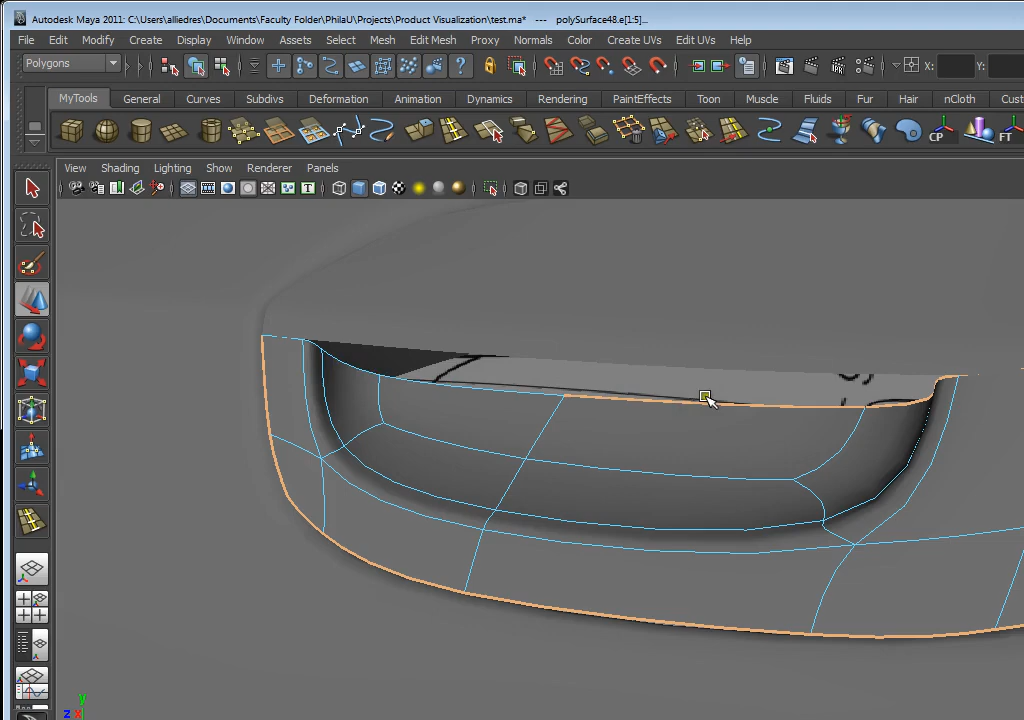 Autodesk Maya 2011: C:\Users\alliedres\Documents\Faculty Folder\PhilaU\Projects\Product Visualization\test.ma* --- polySurface48.e[1:5]...
File Edit Modify Create Display Window Assets Select Mesh Edit Mesh Proxy Normals Color Create UVs Edit UVs Help
Polygons X: Y:
MyTools General Curves Subdivs Deformation Animation Dynamics Rendering PaintEffects Toon Muscle Fluids Fur Hair nCloth Cust
CP FT
View Shading Lighting Show Renderer Panels
T
y
z x